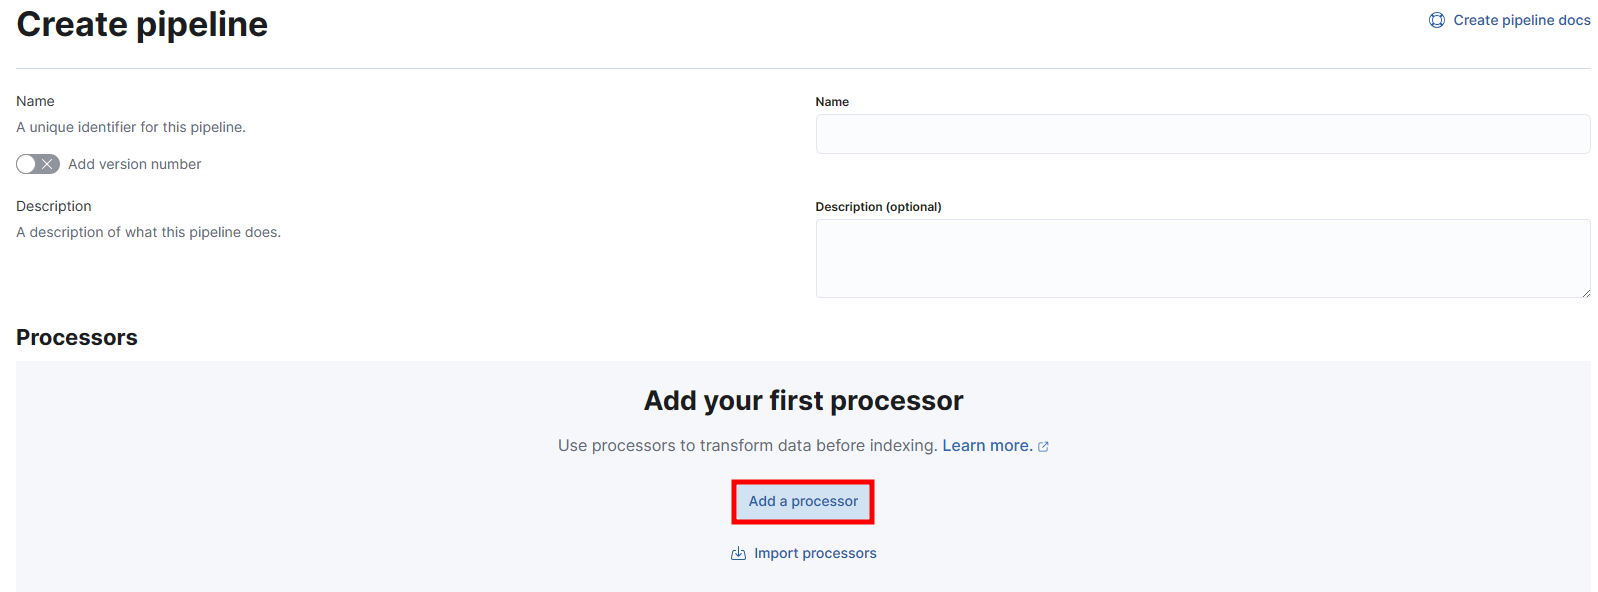 Create pipeline
Create pipeline docs
Name
A unique identifier for this pipeline.
Add version number
Name
Description
A description of what this pipeline does.
Description (optional)
Processors
Add your first processor
Use processors to transform data before indexing. Learn more.
Add a processor
Import processors